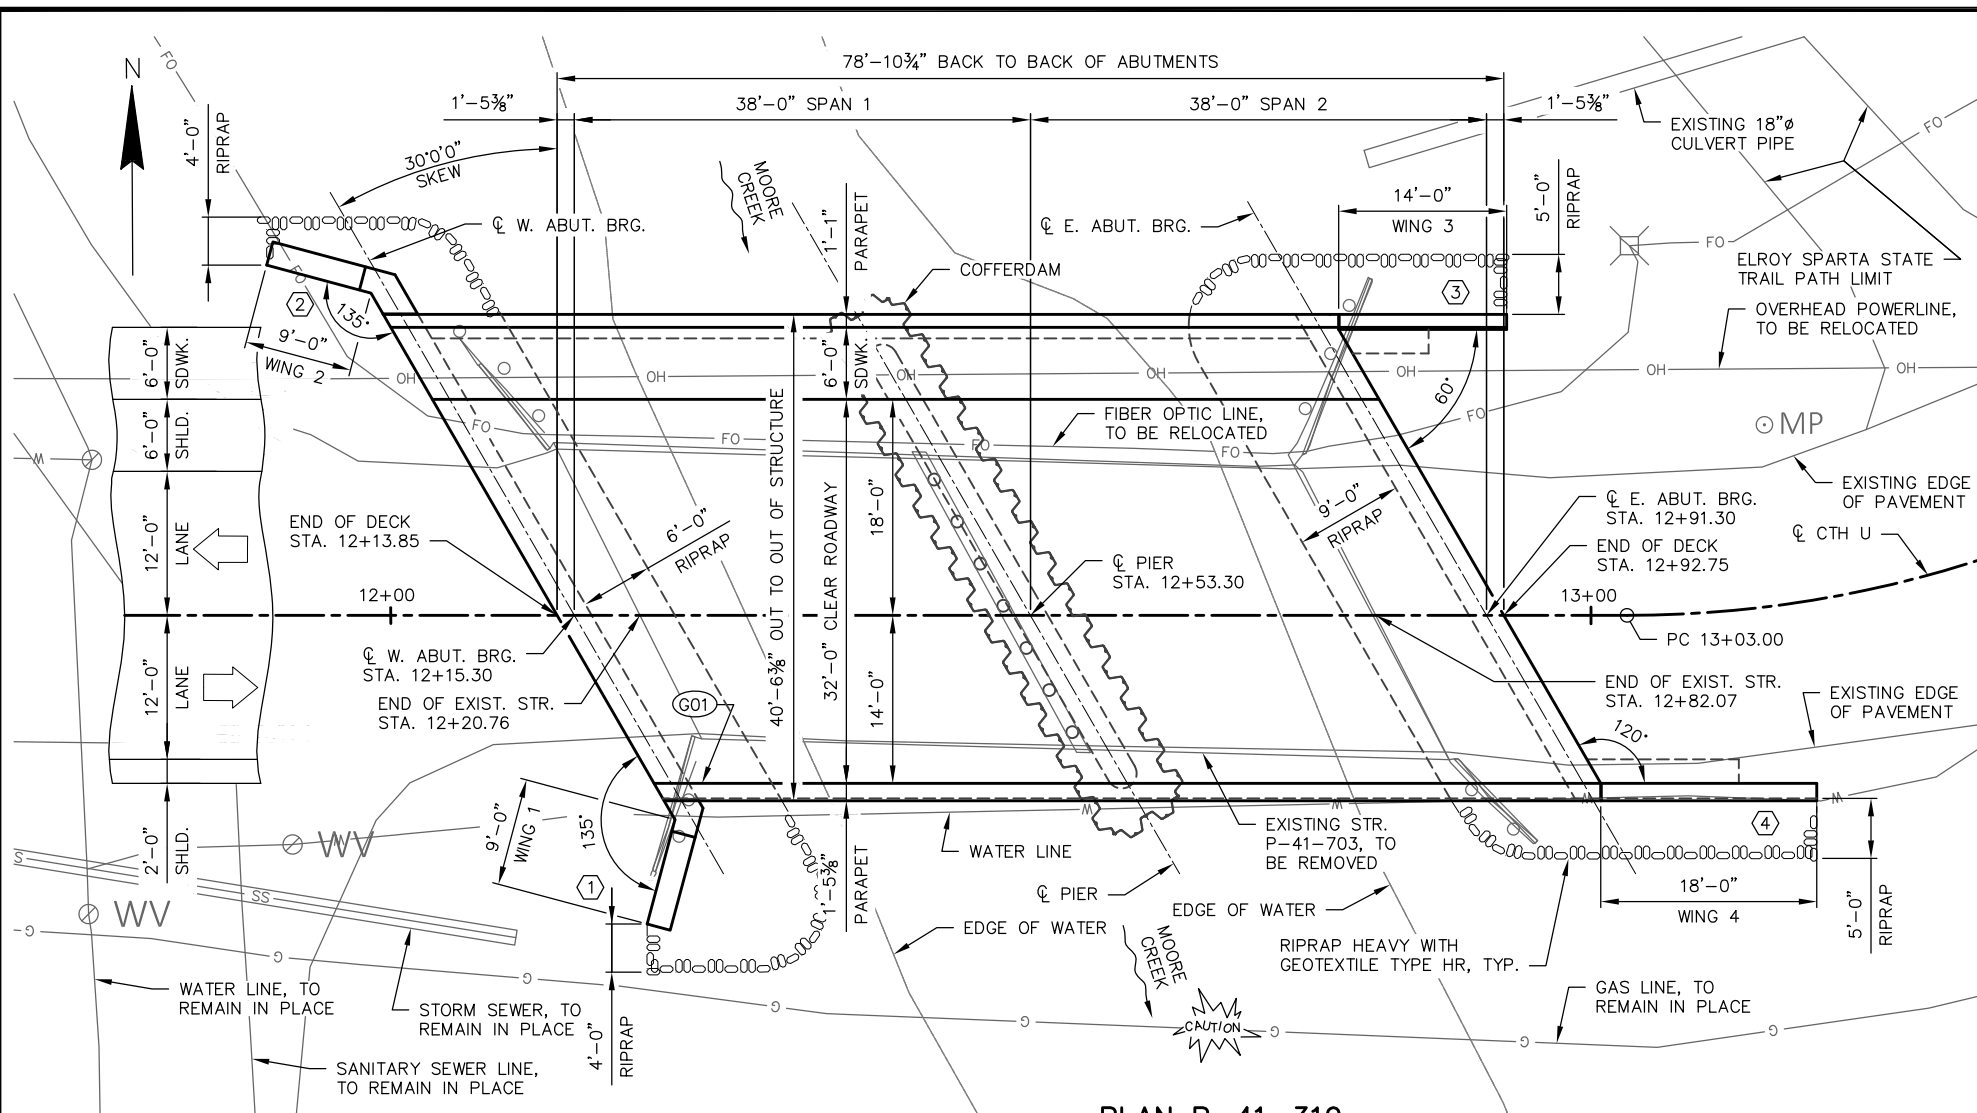 78'-10¾" BACK TO BACK OF ABUTMENTS
1'-5⅜"
38'-0" SPAN 1
38'-0" SPAN 2
1'-5⅜"
N
FO
4'-0"
RIPRAP
30°0'0"
SKEW
℄ W. ABUT. BRG.
MOORE
CREEK
1'-1"
PARAPET
COFFERDAM
℄ E. ABUT. BRG.
14'-0"
WING 3
5'-0"
RIPRAP
EXISTING 18"ø
CULVERT PIPE
FO
FO
ELROY SPARTA STATE
TRAIL PATH LIMIT
OVERHEAD POWERLINE,
TO BE RELOCATED
FO
2
135°
9'-0"
WING 2
3
6'-0"
SDWK.
6'-0"
SHLD.
12'-0"
LANE
12'-0"
LANE
2'-0"
SHLD.
OH
OH
OH
OH
OH
OH
OH
6'-0"
SDWK.
60°
FO
FO
FO
FO
FO
FIBER OPTIC LINE,
TO BE RELOCATED
MP
W
EXISTING EDGE
OF PAVEMENT
℄ CTH U
END OF DECK
STA. 12+13.85
6'-0"
RIPRAP
40'-6⅜" OUT TO OUT OF STRUCTURE
32'-0" CLEAR ROADWAY
18'-0"
14'-0"
9'-0"
RIPRAP
℄ E. ABUT. BRG.
STA. 12+91.30
END OF DECK
STA. 12+92.75
℄ PIER
STA. 12+53.30
12+00
13+00
PC 13+03.00
℄ W. ABUT. BRG.
STA. 12+15.30
END OF EXIST. STR.
STA. 12+20.76
G01
END OF EXIST. STR.
STA. 12+82.07
EXISTING EDGE
OF PAVEMENT
120°
9'-0"
WING 1
135°
1
W
W
W
W
W
W
WATER LINE
EXISTING STR.
P-41-703, TO
BE REMOVED
4
18'-0"
WING 4
5'-0"
RIPRAP
WV
WV
SS
S
1'-5⅜"
PARAPET
℄ PIER
EDGE OF WATER
EDGE OF WATER
MOORE
CREEK
RIPRAP HEAVY WITH
GEOTEXTILE TYPE HR, TYP.
G
G
G
G
G
G
G
G
WATER LINE, TO
REMAIN IN PLACE
STORM SEWER, TO
REMAIN IN PLACE
SANITARY SEWER LINE,
TO REMAIN IN PLACE
4'-0"
RIPRAP
CAUTION
GAS LINE, TO
REMAIN IN PLACE